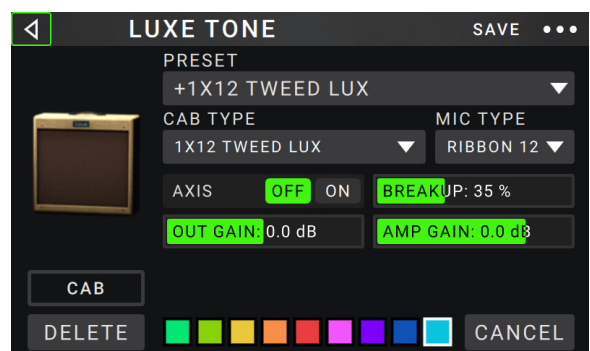 LUXE TONE SAVE
PRESET
+1X12 TWEED LUX
CAB TYPE MIC TYPE
1X12 TWEED LUX RIBBON 12
AXIS OFF ON BREAKUP: 35 %
OUT GAIN: 0.0 dB AMP GAIN: 0.0 dB
CAB
DELETE CANCEL